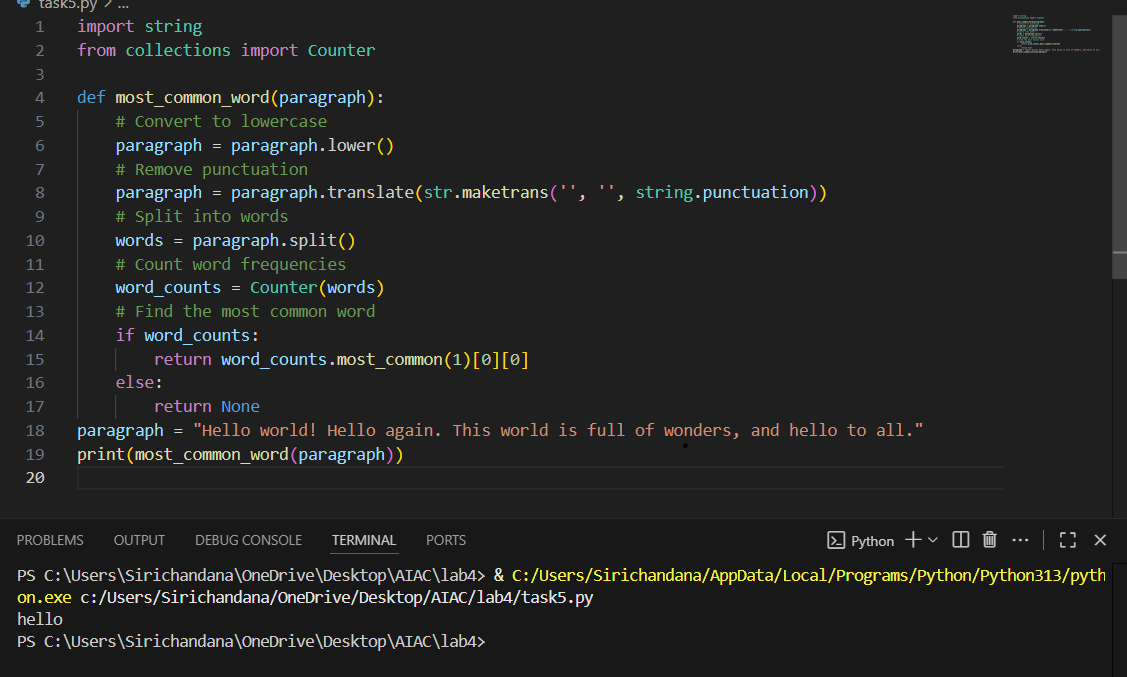 task5.py > ...
1 import string
2 from collections import Counter
3
4 def most_common_word(paragraph):
5     # Convert to lowercase
6     paragraph = paragraph.lower()
7     # Remove punctuation
8     paragraph = paragraph.translate(str.maketrans('', '', string.punctuation))
9     # Split into words
10     words = paragraph.split()
11     # Count word frequencies
12     word_counts = Counter(words)
13     # Find the most common word
14     if word_counts:
15         return word_counts.most_common(1)[0][0]
16     else:
17         return None
18 paragraph = "Hello world! Hello again. This world is full of wonders, and hello to all."
19 print(most_common_word(paragraph))
20
PROBLEMS OUTPUT DEBUG CONSOLE TERMINAL PORTS Python
PS C:\Users\Sirichandana\OneDrive\Desktop\AIAC\lab4> & C:/Users/Sirichandana/AppData/Local/Programs/Python/Python313/pyth
on.exe c:/Users/Sirichandana/OneDrive/Desktop/AIAC/lab4/task5.py
hello
PS C:\Users\Sirichandana\OneDrive\Desktop\AIAC\lab4>